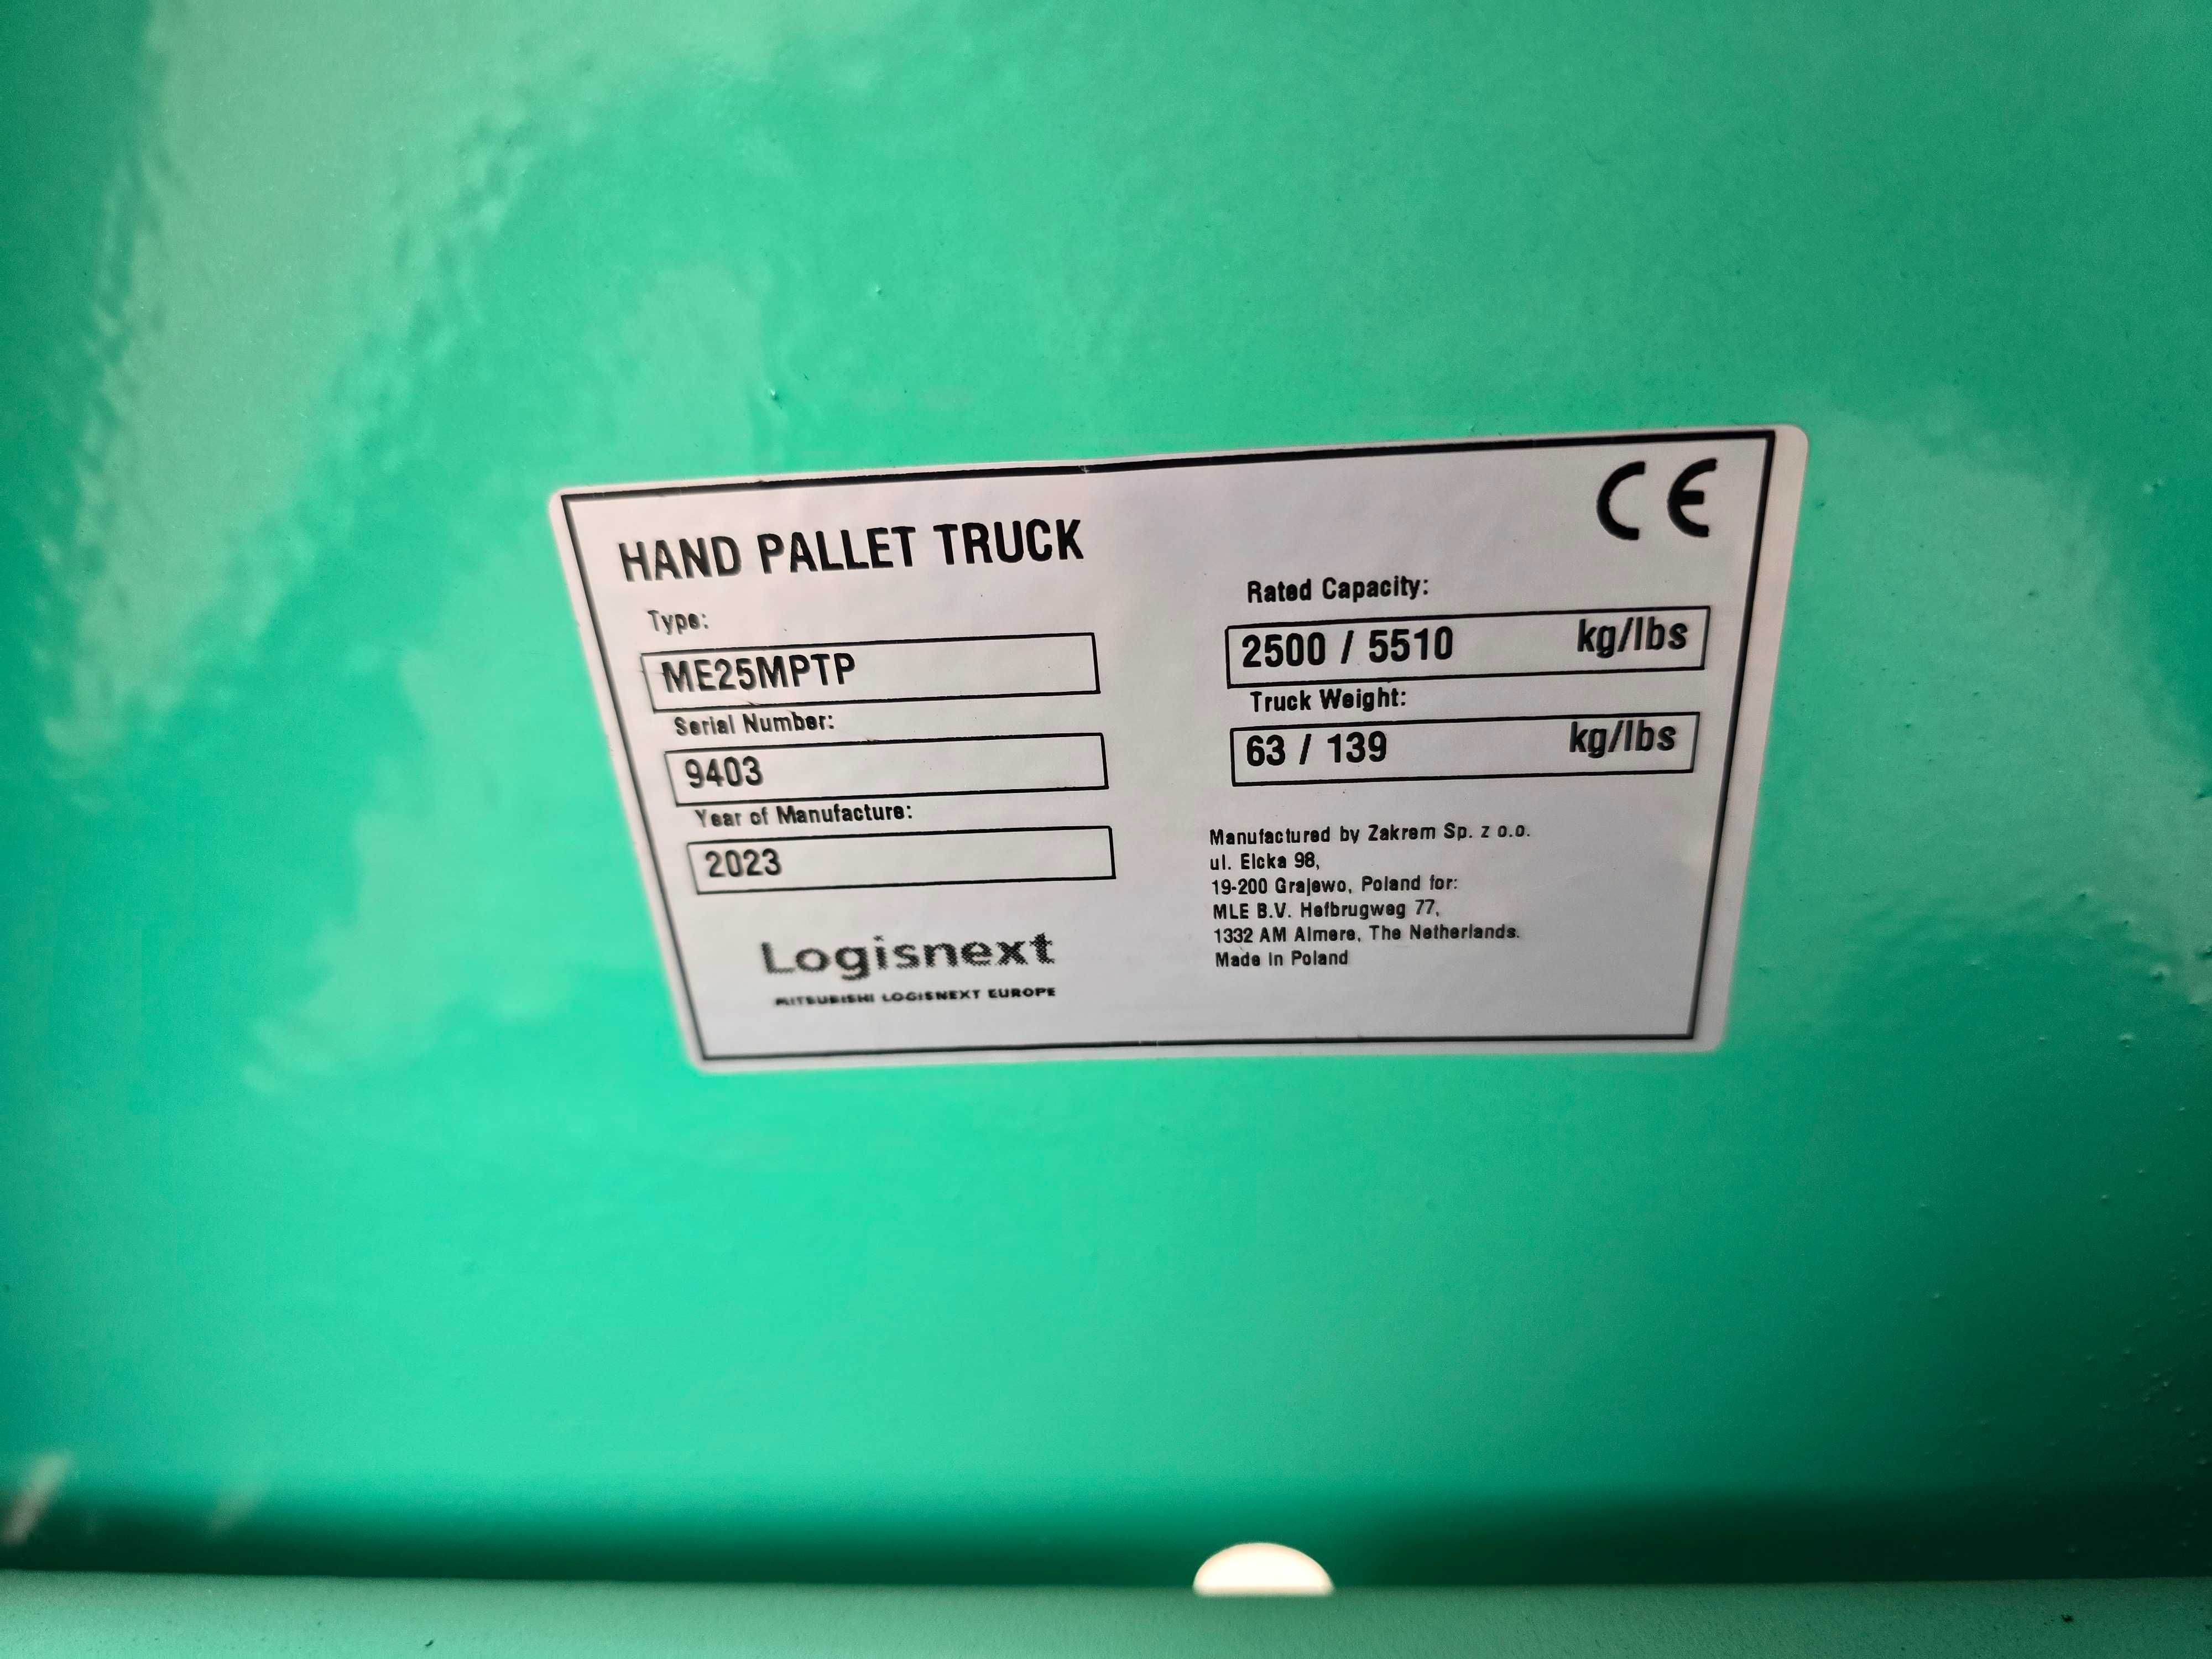 CE
HAND PALLET TRUCK
Type:
ME25MPTP
Serial Number:
9403
Year of Manufacture:
2023
Rated Capacity:
2500 / 5510 kg/lbs
Truck Weight:
63 / 139 kg/lbs
Manufactured by Zakrem Sp. z o.o.
ul. Elcka 98,
19-200 Grajewo, Poland for:
MLE B.V. Hefbrugweg 77,
1332 AM Almere, The Netherlands.
Made in Poland
Logisnext
MITSUBISHI LOGISNEXT EUROPE